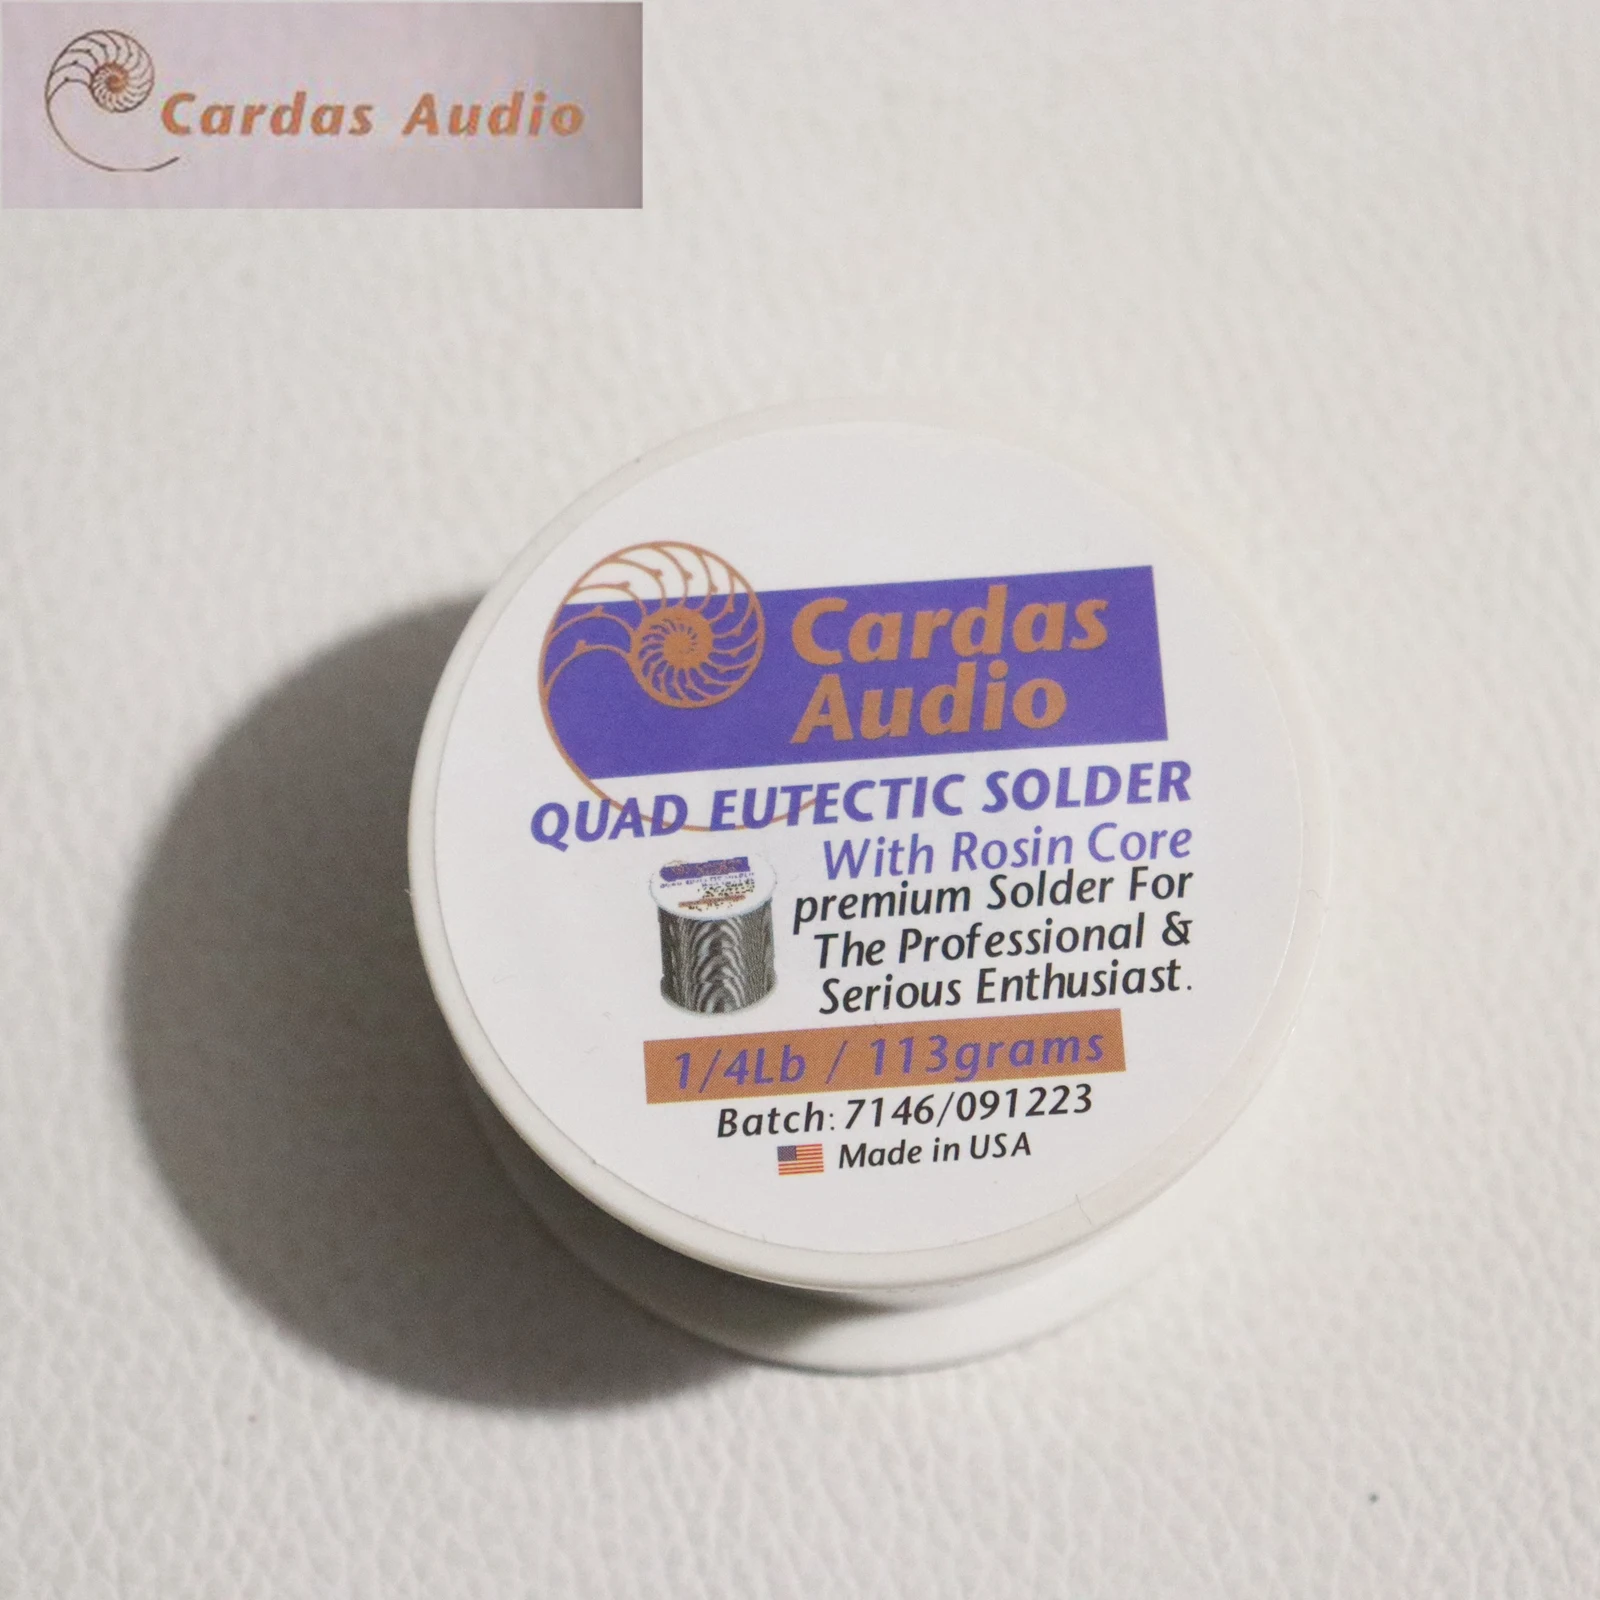 Cardas Audio
Cardas
Audio
QUAD EUTECTIC SOLDER
With Rosin Core
premium Solder For
The Professional &
Serious Enthusiast.
1/4Lb / 113grams
Batch: 7146/091223
Made in USA